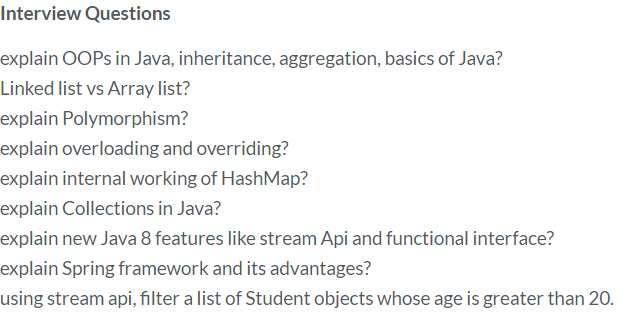 Interview Questions
explain OOPs in Java, inheritance, aggregation, basics of Java?
Linked list vs Array list?
explain Polymorphism?
explain overloading and overriding?
explain internal working of HashMap?
explain Collections in Java?
explain new Java 8 features like stream Api and functional interface?
explain Spring framework and its advantages?
using stream api, filter a list of Student objects whose age is greater than 20.